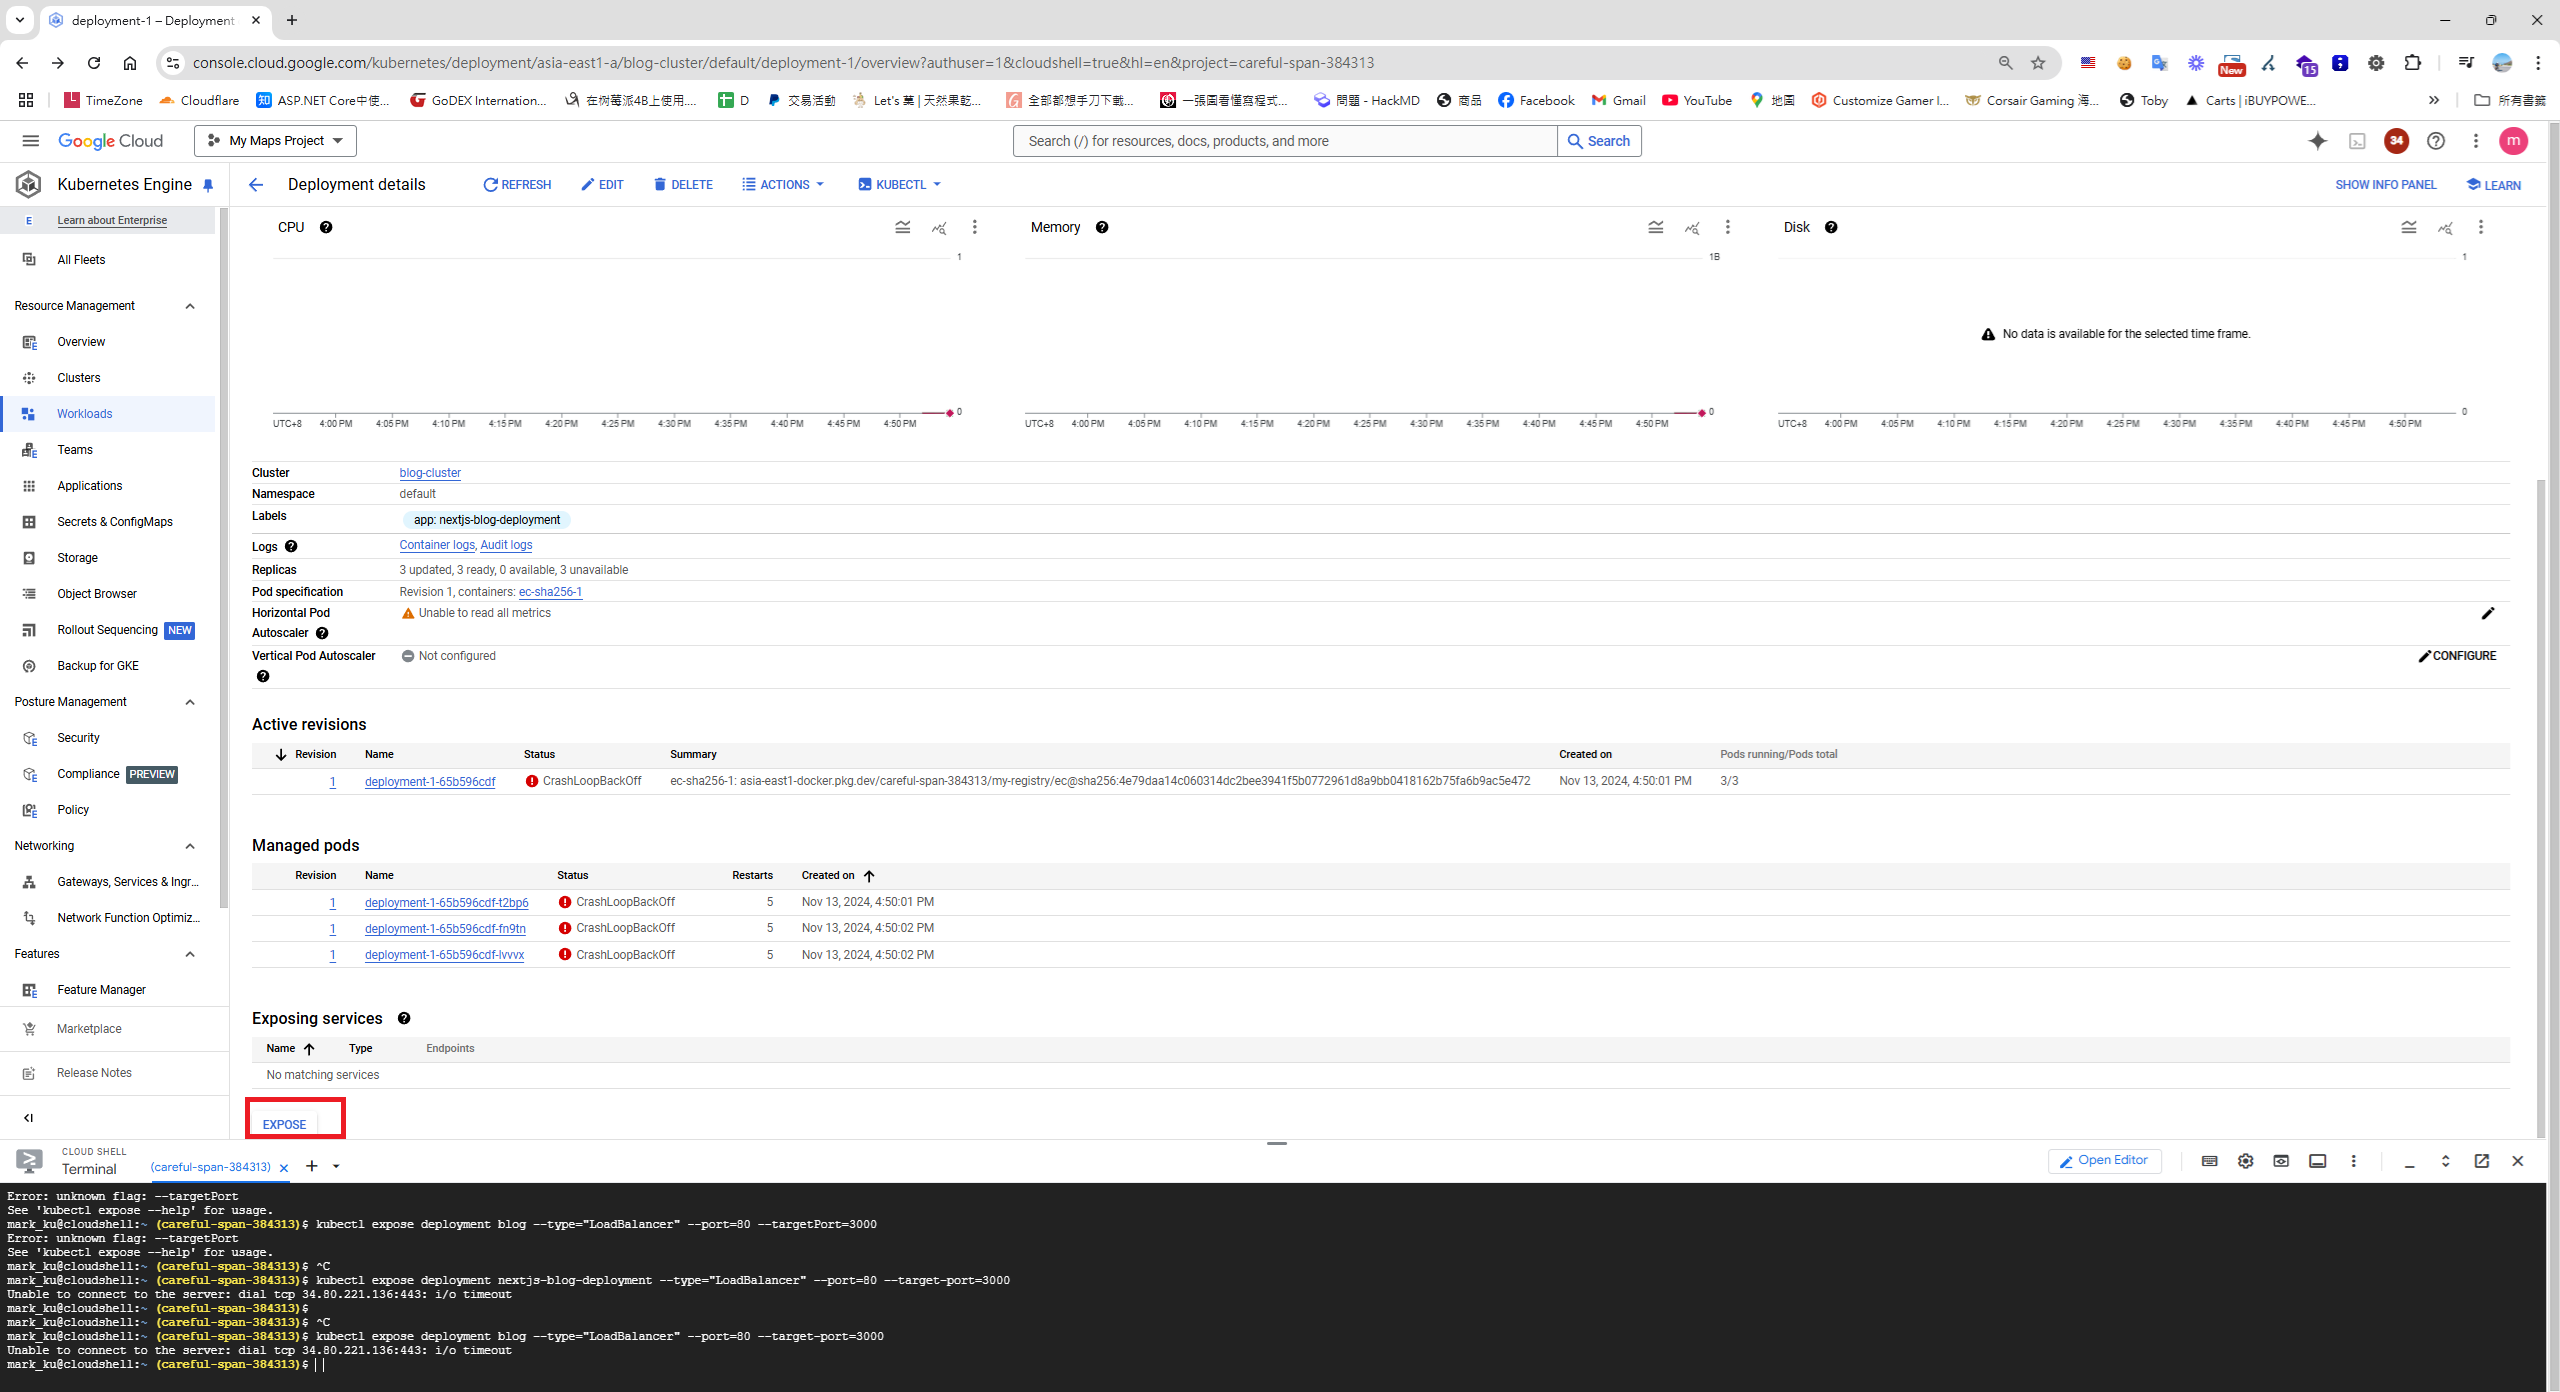 deployment-1 – Deployment
console.cloud.google.com/kubernetes/deployment/asia-east1-a/blog-cluster/default/deployment-1/overview?authuser=1&cloudshell=true&hl=en&project=careful-span-384313
New
15
TimeZone
Cloudflare
ASP.NET Core中使...
GoDEX Internation...
在树莓派4B上使用....
D
交易活動
Let's 菓 | 天然果乾...
全部都想手刀下載...
一張圖看懂寫程式...
問題 - HackMD
商品
Facebook
Gmail
YouTube
地圖
Customize Gamer I...
Corsair Gaming 海...
Toby
Carts | iBUYPOWE...
所有書籤
Google Cloud
My Maps Project
Search (/) for resources, docs, products, and more
Search
34
m
Kubernetes Engine
Deployment details
REFRESH
EDIT
DELETE
ACTIONS
KUBECTL
SHOW INFO PANEL
LEARN
E Learn about Enterprise
All Fleets
Resource Management
Overview
Clusters
Workloads
Teams
Applications
Secrets & ConfigMaps
Storage
Object Browser
Rollout Sequencing NEW
Backup for GKE
Posture Management
Security
Compliance PREVIEW
Policy
Networking
Gateways, Services & Ingr...
Network Function Optimiz...
Features
Feature Manager
Marketplace
Release Notes
CPU
1
0
UTC+8 4:00 PM 4:05 PM 4:10 PM 4:15 PM 4:20 PM 4:25 PM 4:30 PM 4:35 PM 4:40 PM 4:45 PM 4:50 PM
Memory
1B
0
UTC+8 4:00 PM 4:05 PM 4:10 PM 4:15 PM 4:20 PM 4:25 PM 4:30 PM 4:35 PM 4:40 PM 4:45 PM 4:50 PM
Disk
1
No data is available for the selected time frame.
0
UTC+8 4:00 PM 4:05 PM 4:10 PM 4:15 PM 4:20 PM 4:25 PM 4:30 PM 4:35 PM 4:40 PM 4:45 PM 4:50 PM
Cluster blog-cluster
Namespace default
Labels app: nextjs-blog-deployment
Logs Container logs, Audit logs
Replicas 3 updated, 3 ready, 0 available, 3 unavailable
Pod specification Revision 1, containers: ec-sha256-1
Horizontal Pod Autoscaler Unable to read all metrics
Vertical Pod Autoscaler Not configured CONFIGURE
Active revisions
Revision Name Status Summary Created on Pods running/Pods total
1 deployment-1-65b596cdf CrashLoopBackOff ec-sha256-1: asia-east1-docker.pkg.dev/careful-span-384313/my-registry/ec@sha256:4e79daa14c060314dc2bee3941f5b0772961d8a9bb0418162b75fa6b9ac5e472 Nov 13, 2024, 4:50:01 PM 3/3
Managed pods
Revision Name Status Restarts Created on
1 deployment-1-65b596cdf-t2bp6 CrashLoopBackOff 5 Nov 13, 2024, 4:50:01 PM
1 deployment-1-65b596cdf-fn9tn CrashLoopBackOff 5 Nov 13, 2024, 4:50:02 PM
1 deployment-1-65b596cdf-lvvvx CrashLoopBackOff 5 Nov 13, 2024, 4:50:02 PM
Exposing services
Name Type Endpoints
No matching services
EXPOSE
CLOUD SHELL
Terminal
(careful-span-384313)
Open Editor
Error: unknown flag: --targetPort
See 'kubectl expose --help' for usage.
mark_ku@cloudshell:~ (careful-span-384313)$ kubectl expose deployment blog --type="LoadBalancer" --port=80 --targetPort=3000
Error: unknown flag: --targetPort
See 'kubectl expose --help' for usage.
mark_ku@cloudshell:~ (careful-span-384313)$ ^C
mark_ku@cloudshell:~ (careful-span-384313)$ kubectl expose deployment nextjs-blog-deployment --type="LoadBalancer" --port=80 --target-port=3000
Unable to connect to the server: dial tcp 34.80.221.136:443: i/o timeout
mark_ku@cloudshell:~ (careful-span-384313)$
mark_ku@cloudshell:~ (careful-span-384313)$ ^C
mark_ku@cloudshell:~ (careful-span-384313)$ kubectl expose deployment blog --type="LoadBalancer" --port=80 --target-port=3000
Unable to connect to the server: dial tcp 34.80.221.136:443: i/o timeout
mark_ku@cloudshell:~ (careful-span-384313)$